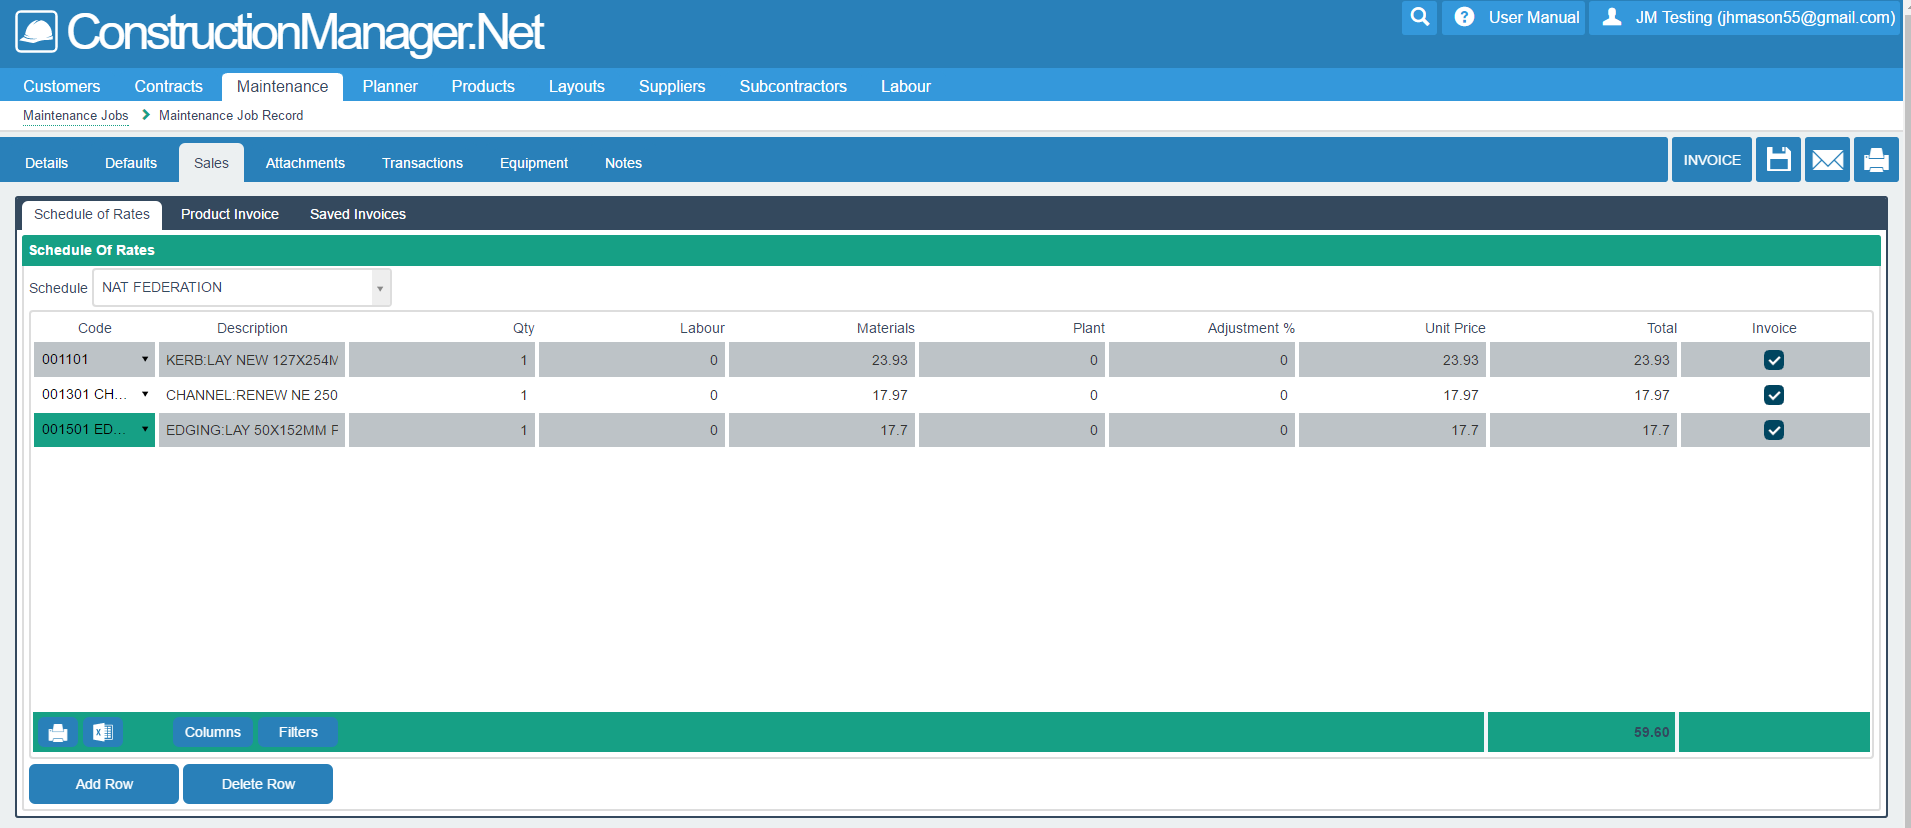 ConstructionManager.Net
User Manual
JM Testing (jhmason55@gmail.com)
Customers Contracts Maintenance Planner Products Layouts Suppliers Subcontractors Labour
Maintenance Jobs > Maintenance Job Record
Details Defaults Sales Attachments Transactions Equipment Notes INVOICE
Schedule of Rates Product Invoice Saved Invoices
Schedule Of Rates
Schedule NAT FEDERATION
Code Description Qty Labour Materials Plant Adjustment % Unit Price Total Invoice
001101 KERB:LAY NEW 127X254M 1 0 23.93 0 0 23.93 23.93
001301 CH... CHANNEL:RENEW NE 250 1 0 17.97 0 0 17.97 17.97
001501 ED... EDGING:LAY 50X152MM F 1 0 17.7 0 0 17.7 17.7
Columns Filters 59.60
Add Row Delete Row